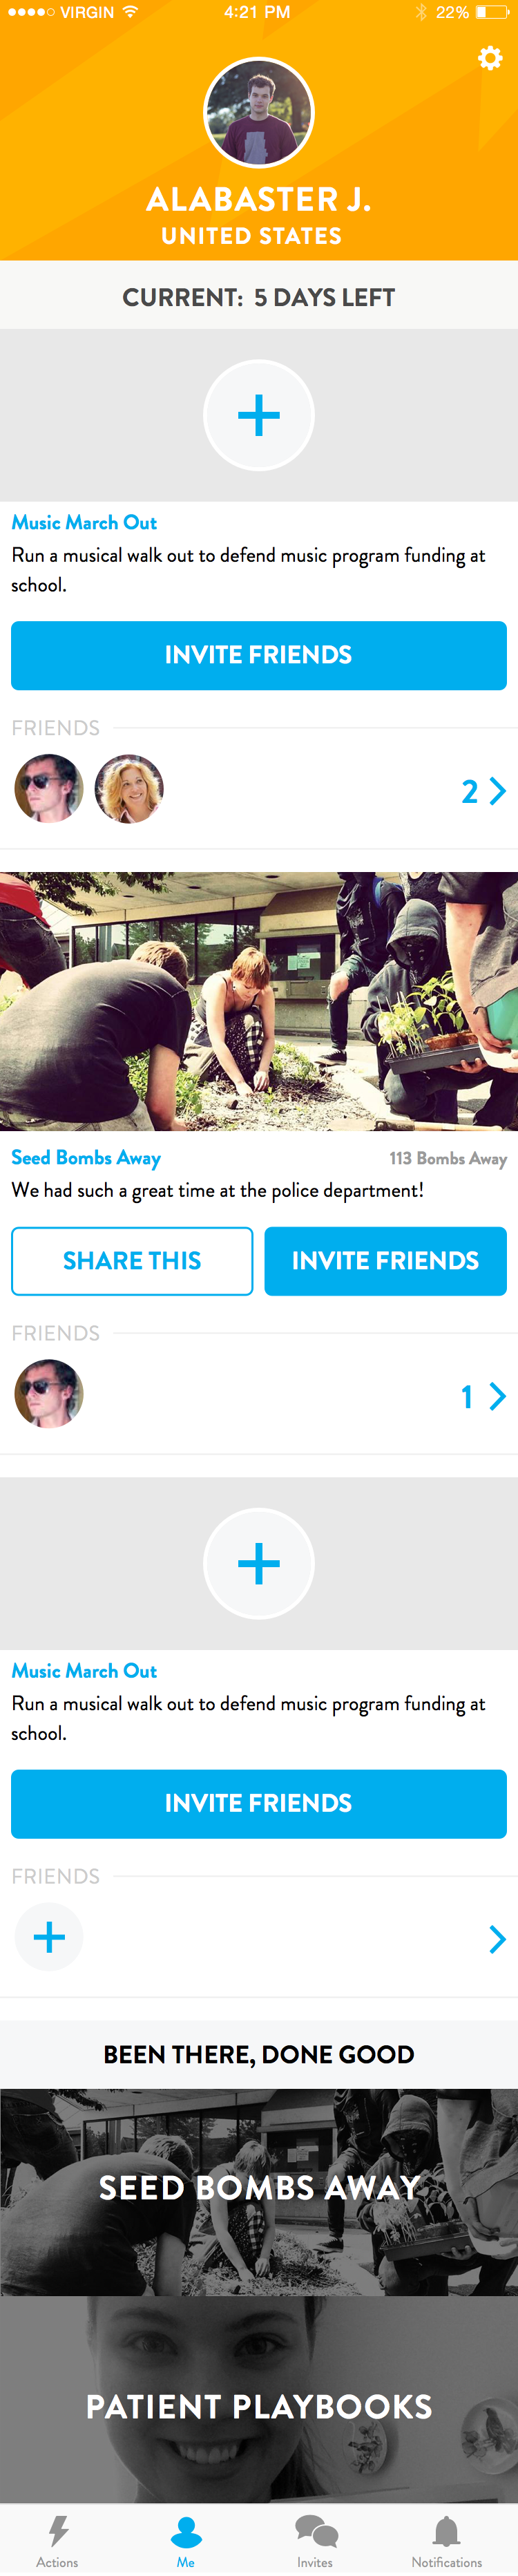 VIRGIN 4:21 PM 22%
ALABASTER J.
UNITED STATES
CURRENT: 5 DAYS LEFT
Music March Out
Run a musical walk out to defend music program funding at
school.
INVITE FRIENDS
FRIENDS
2
Seed Bombs Away 113 Bombs Away
We had such a great time at the police department!
SHARE THIS INVITE FRIENDS
FRIENDS
1
Music March Out
Run a musical walk out to defend music program funding at
school.
INVITE FRIENDS
FRIENDS
BEEN THERE, DONE GOOD
SEED BOMBS AWAY
PATIENT PLAYBOOKS
Actions Me Invites Notifications